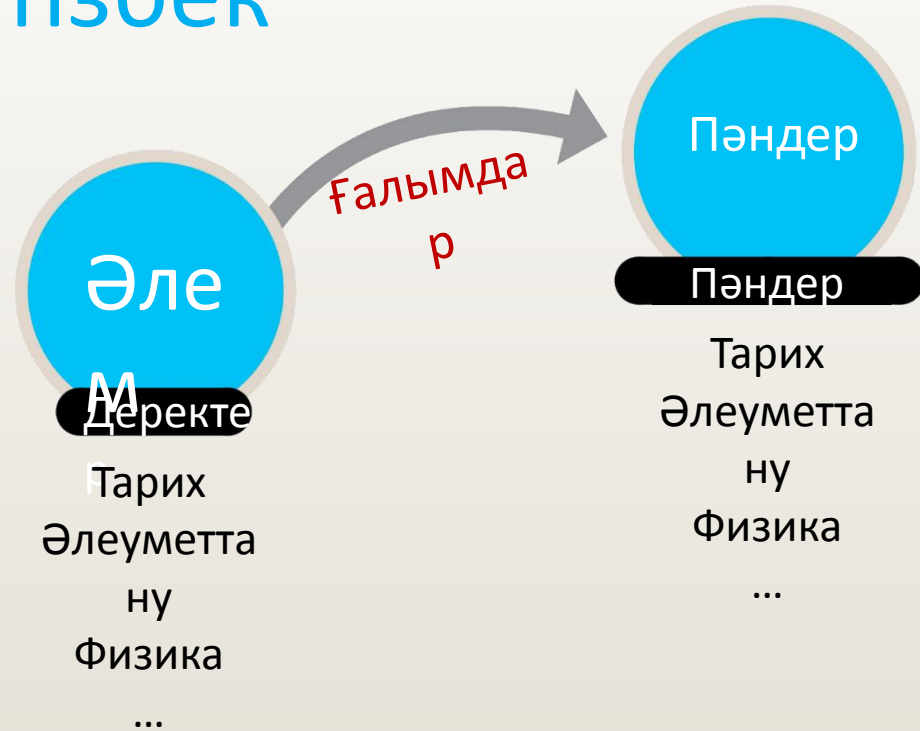 Пәндер
Ғалымда
р
Әле
м
Деректе
р
Тарих
Әлеуметта
ну
Физика
...
Пәндер
Тарих
Әлеуметта
ну
Физика
...